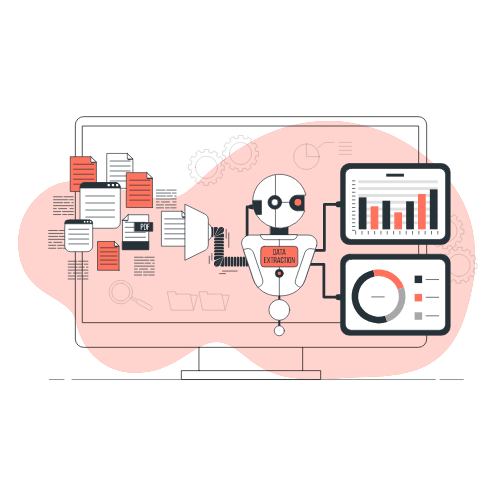 PDF
DATA
EXTRACTION